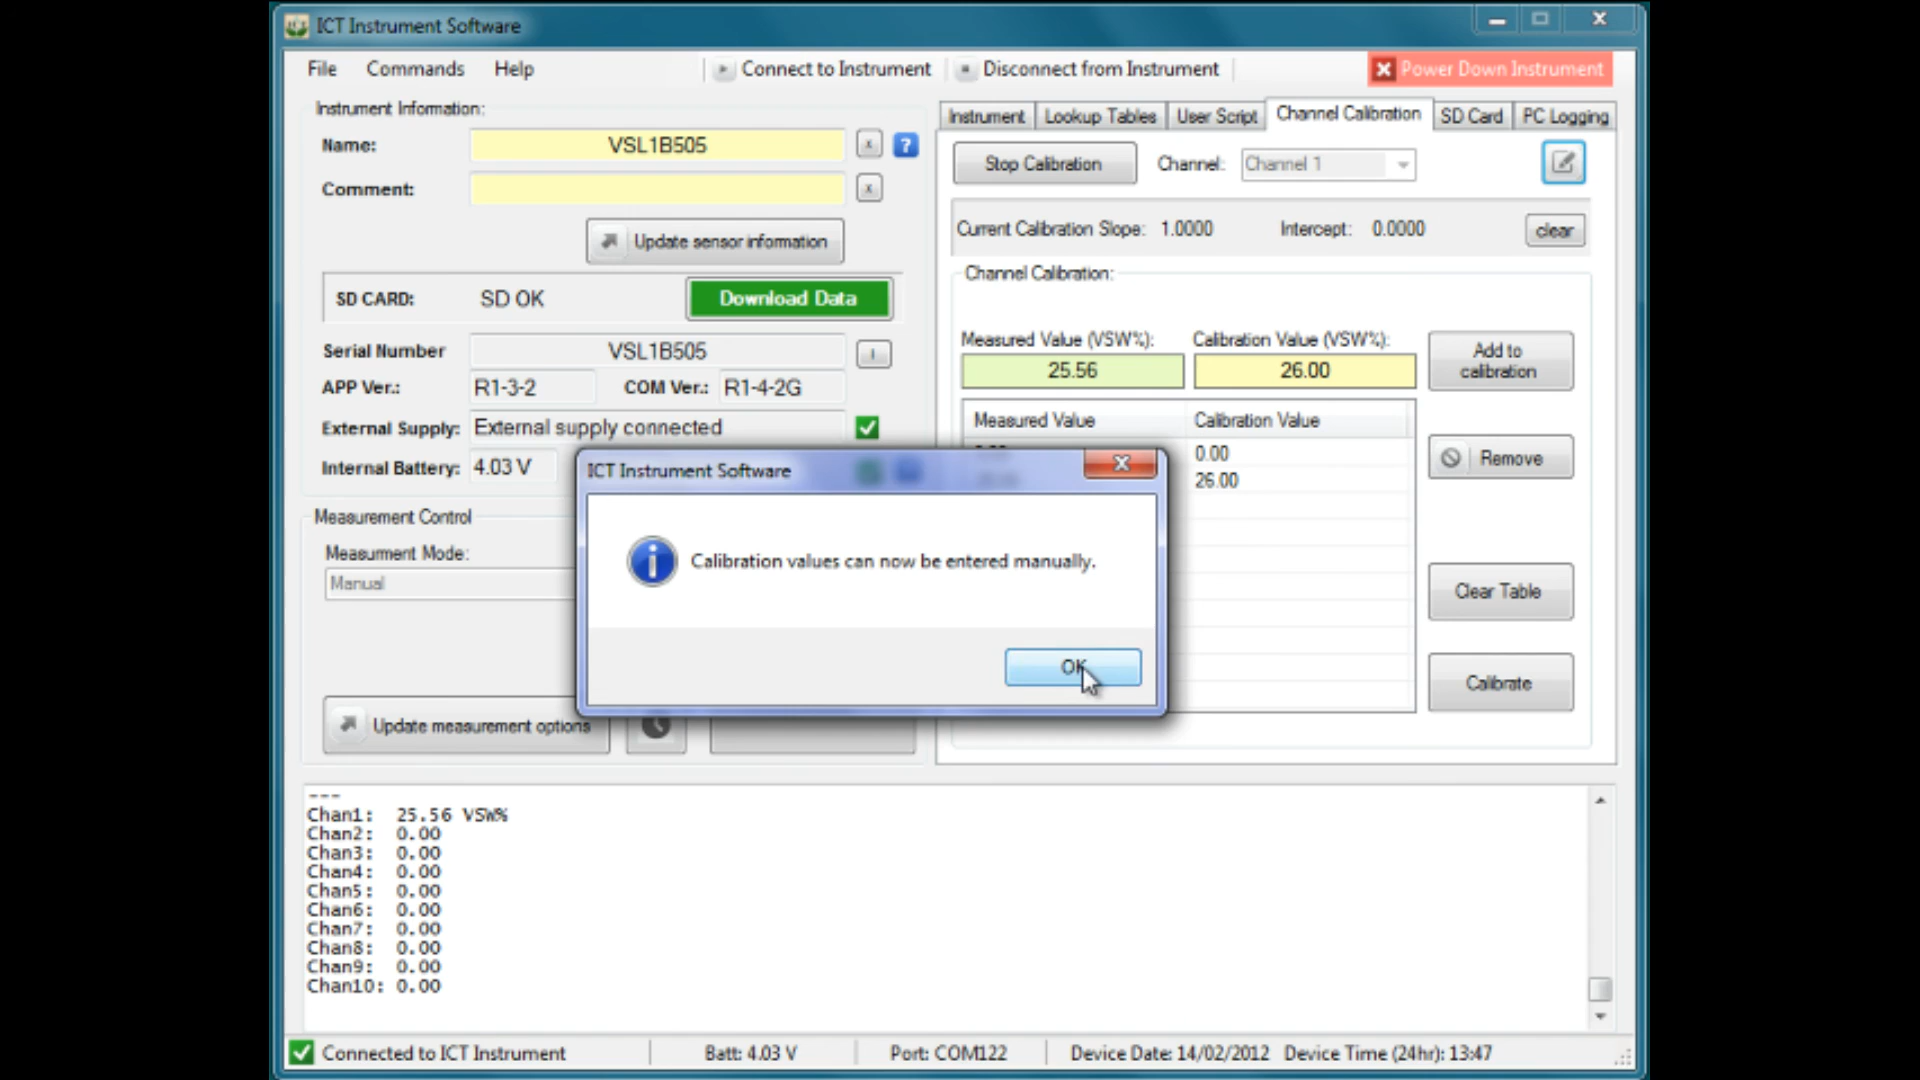 ICT Instrument Software
File Commands Help Connect to Instrument Disconnect from Instrument Power Down Instrument
Instrument Information:
Name: VSL1B505 x ?
Comment: x
Update sensor information
SD CARD: SD OK Download Data
Serial Number VSL1B505 i
APP Ver.: R1-3-2 COM Ver.: R1-4-2G
External Supply: External supply connected
Internal Battery: 4.03 V
Measurement Control
Measurment Mode:
Manual
Update measurement options
Instrument Lookup Tables User Script Channel Calibration SD Card PC Logging
Stop Calibration Channel: Channel 1
Current Calibration Slope: 1.0000 Intercept: 0.0000 clear
Channel Calibration:
Measured Value (VSW%): Calibration Value (VSW%):
25.56 26.00
Add to
calibration
Measured Value Calibration Value
0.00
26.00
Remove
Clear Table
Calibrate
ICT Instrument Software
Calibration values can now be entered manually.
OK
---
Chan1: 25.56 VSW%
Chan2: 0.00
Chan3: 0.00
Chan4: 0.00
Chan5: 0.00
Chan6: 0.00
Chan7: 0.00
Chan8: 0.00
Chan9: 0.00
Chan10: 0.00
Connected to ICT Instrument Batt: 4.03 V Port: COM122 Device Date: 14/02/2012 Device Time (24hr): 13:47